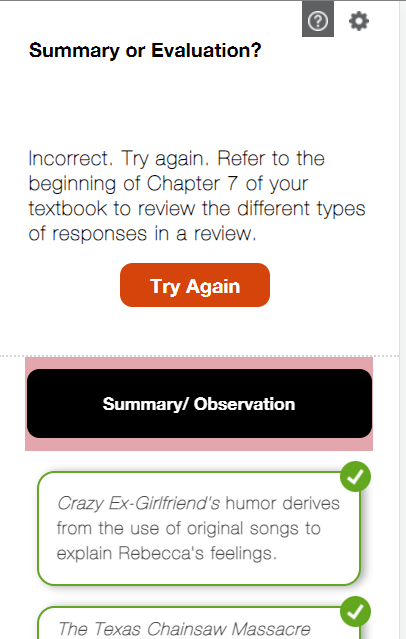 ?
Summary or Evaluation?
Incorrect. Try again. Refer to the
beginning of Chapter 7 of your
textbook to review the different types
of responses in a review.
Try Again
Summary/ Observation
Crazy Ex-Girlfriend's humor derives
from the use of original songs to
explain Rebecca's feelings.
The Texas Chainsaw Massacre